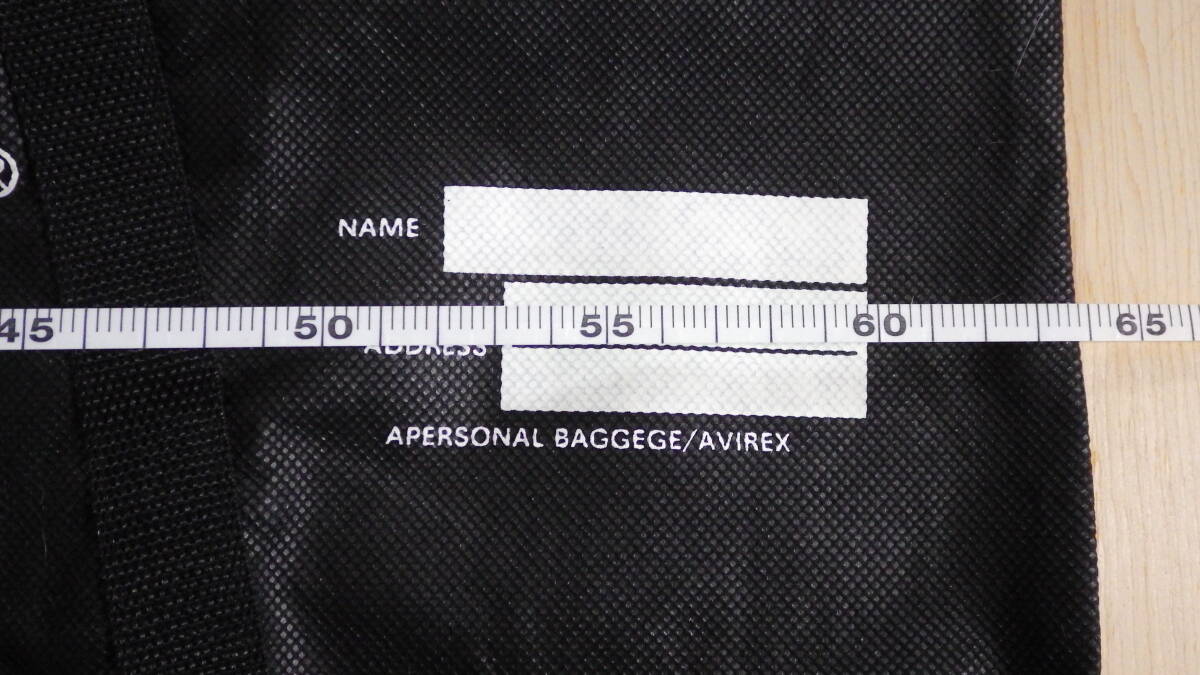 ®
NAME
45 50 55 60 65
ADDRESS
APERSONAL BAGGEGE/AVIREX